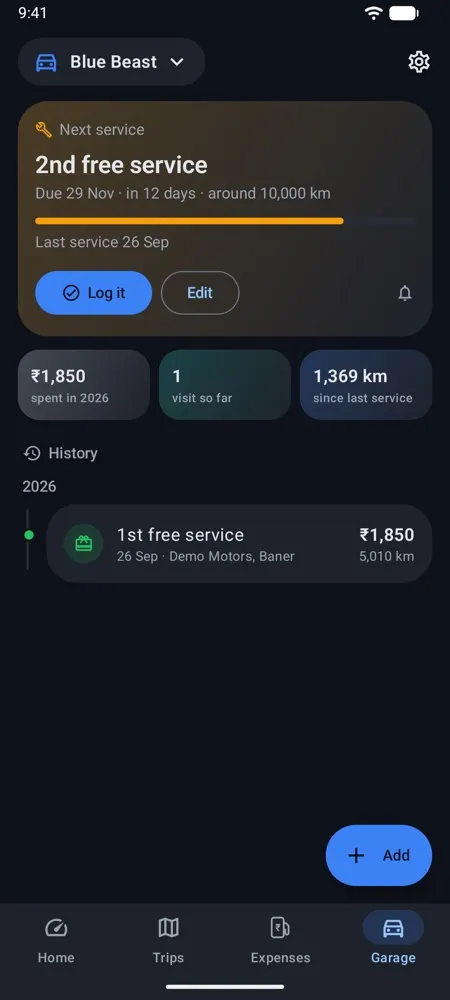 9:41
Blue Beast
Next service
2nd free service
Due 29 Nov · in 12 days · around 10,000 km
Last service 26 Sep
Log it
Edit
₹1,850
spent in 2026
1
visit so far
1,369 km
since last service
History
2026
1st free service
₹1,850
26 Sep · Demo Motors, Baner
5,010 km
Add
Home
Trips
₹
Expenses
Garage